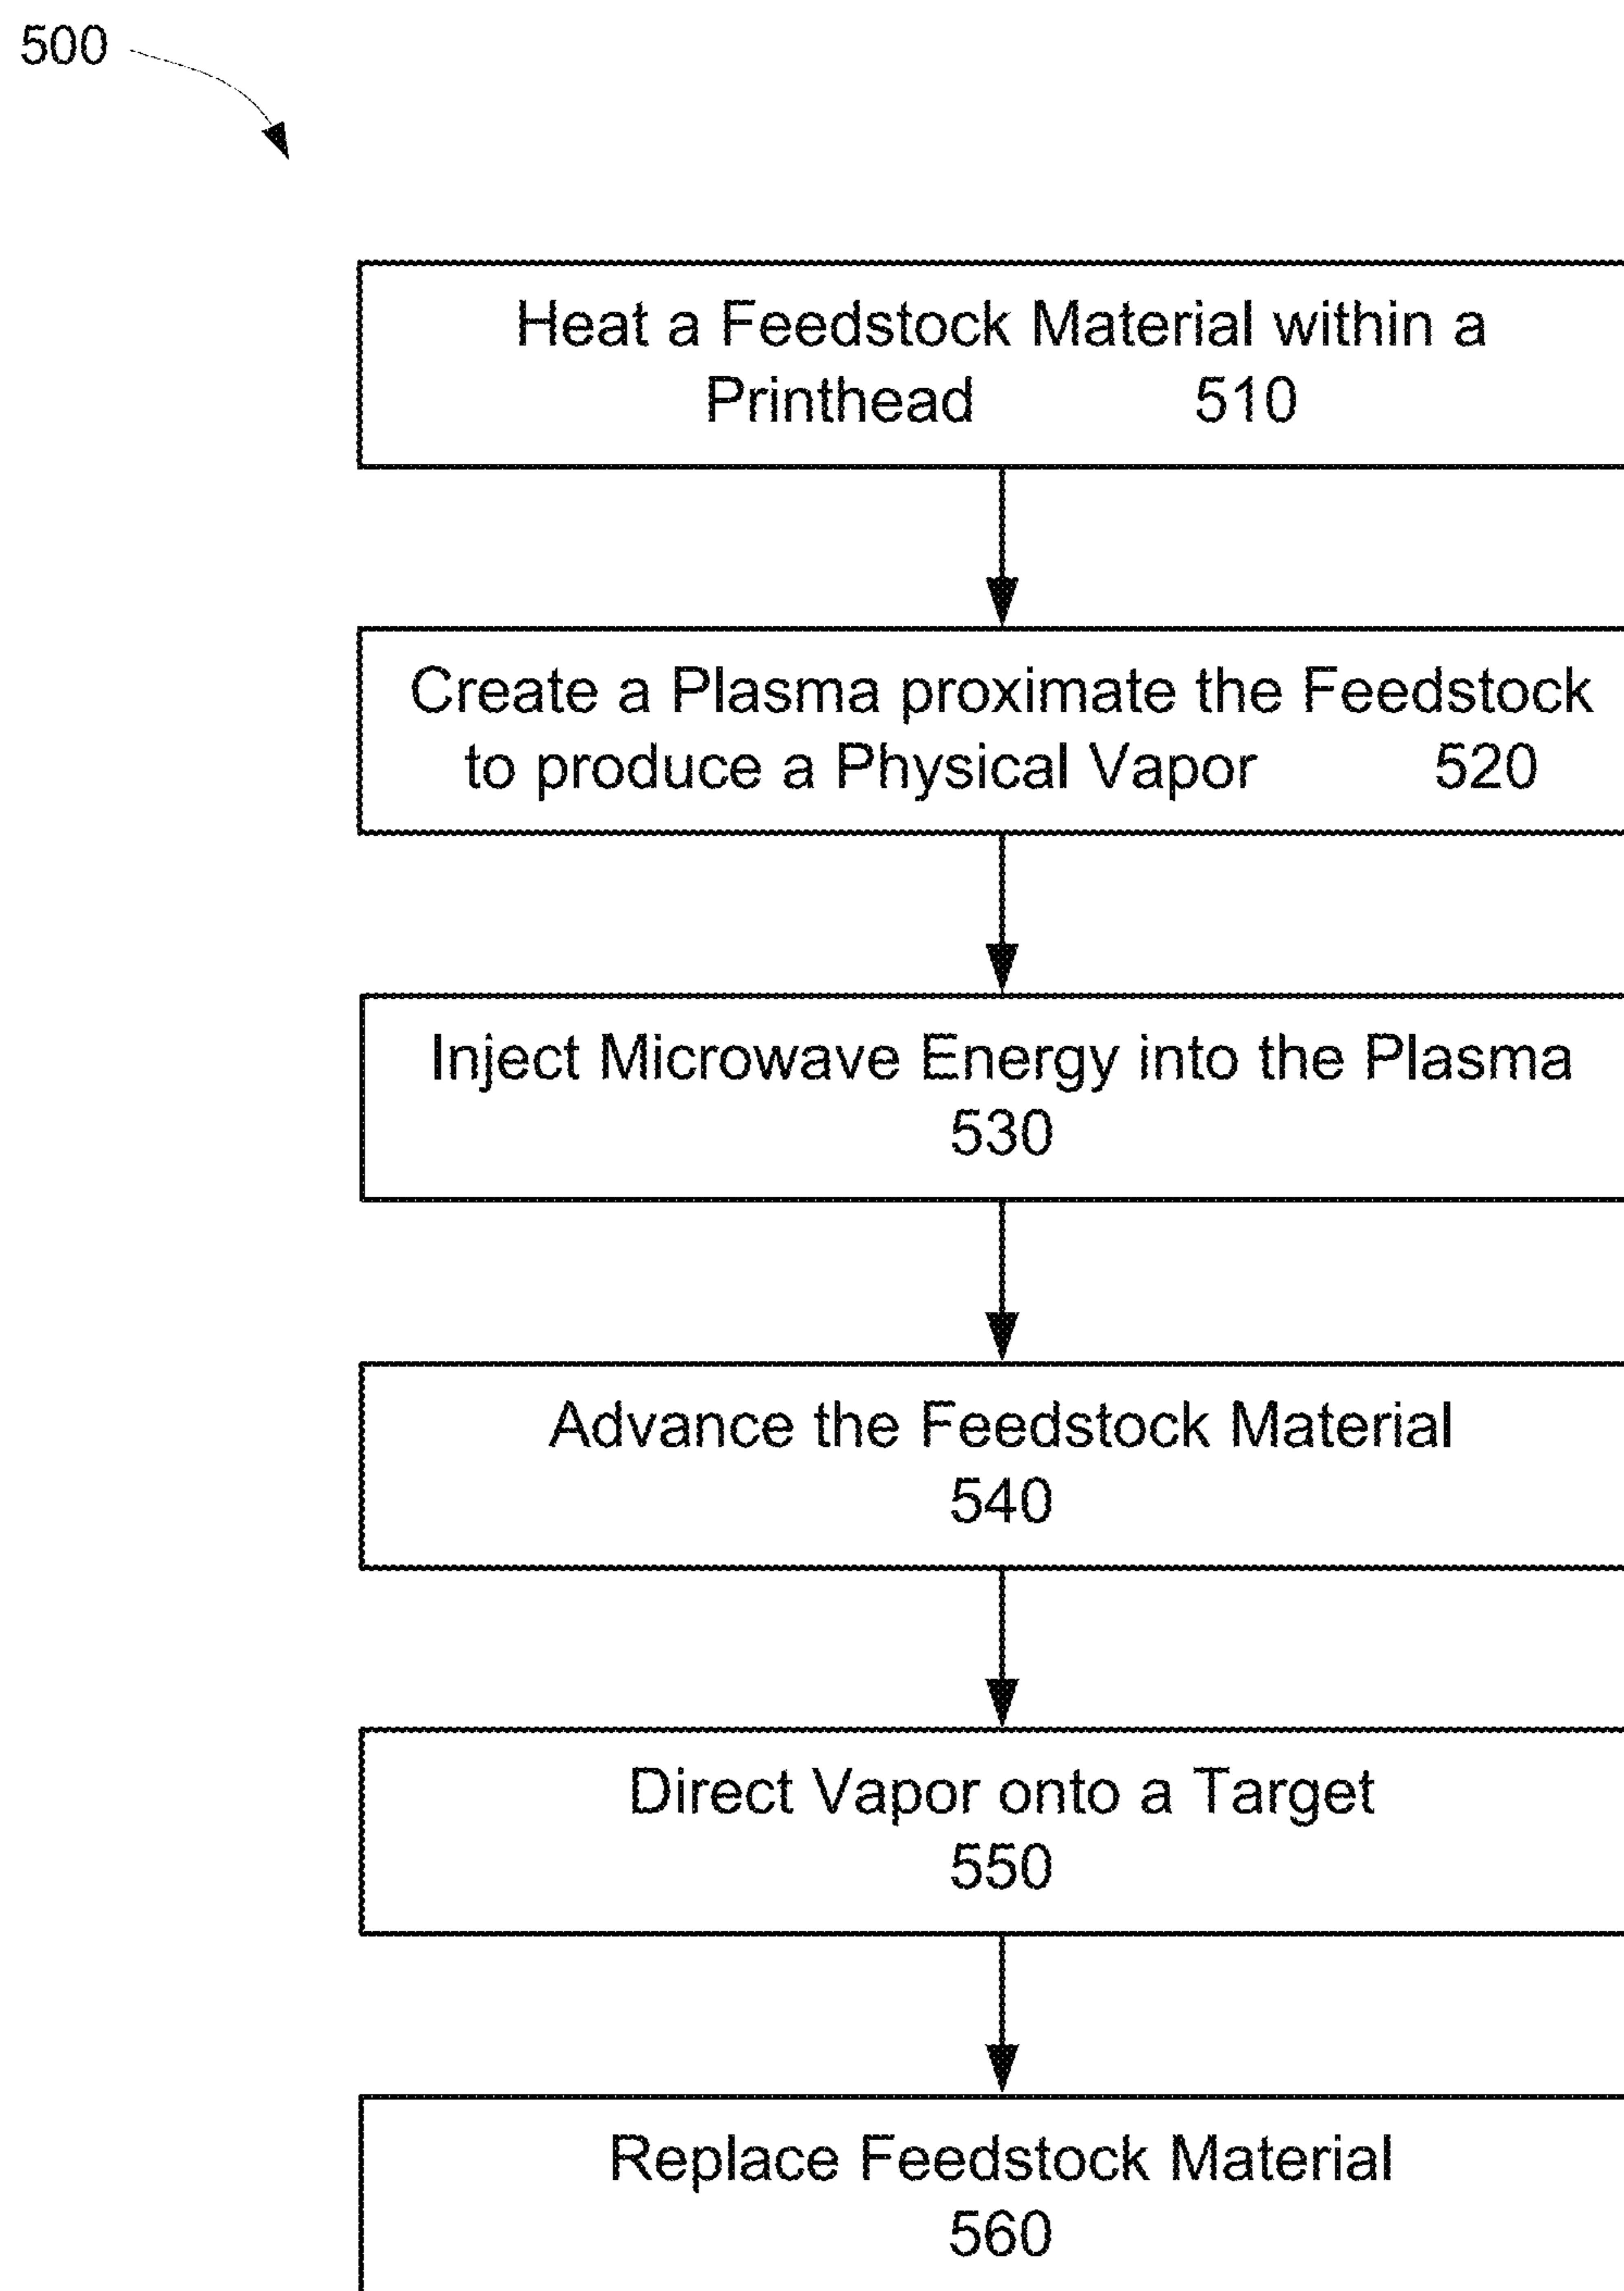 500
Heat a Feedstock Material within a
Printhead 510
Create a Plasma proximate the Feedstock
to produce a Physical Vapor 520
Inject Microwave Energy into the Plasma
530
Advance the Feedstock Material
540
Direct Vapor onto a Target
550
Replace Feedstock Material
560